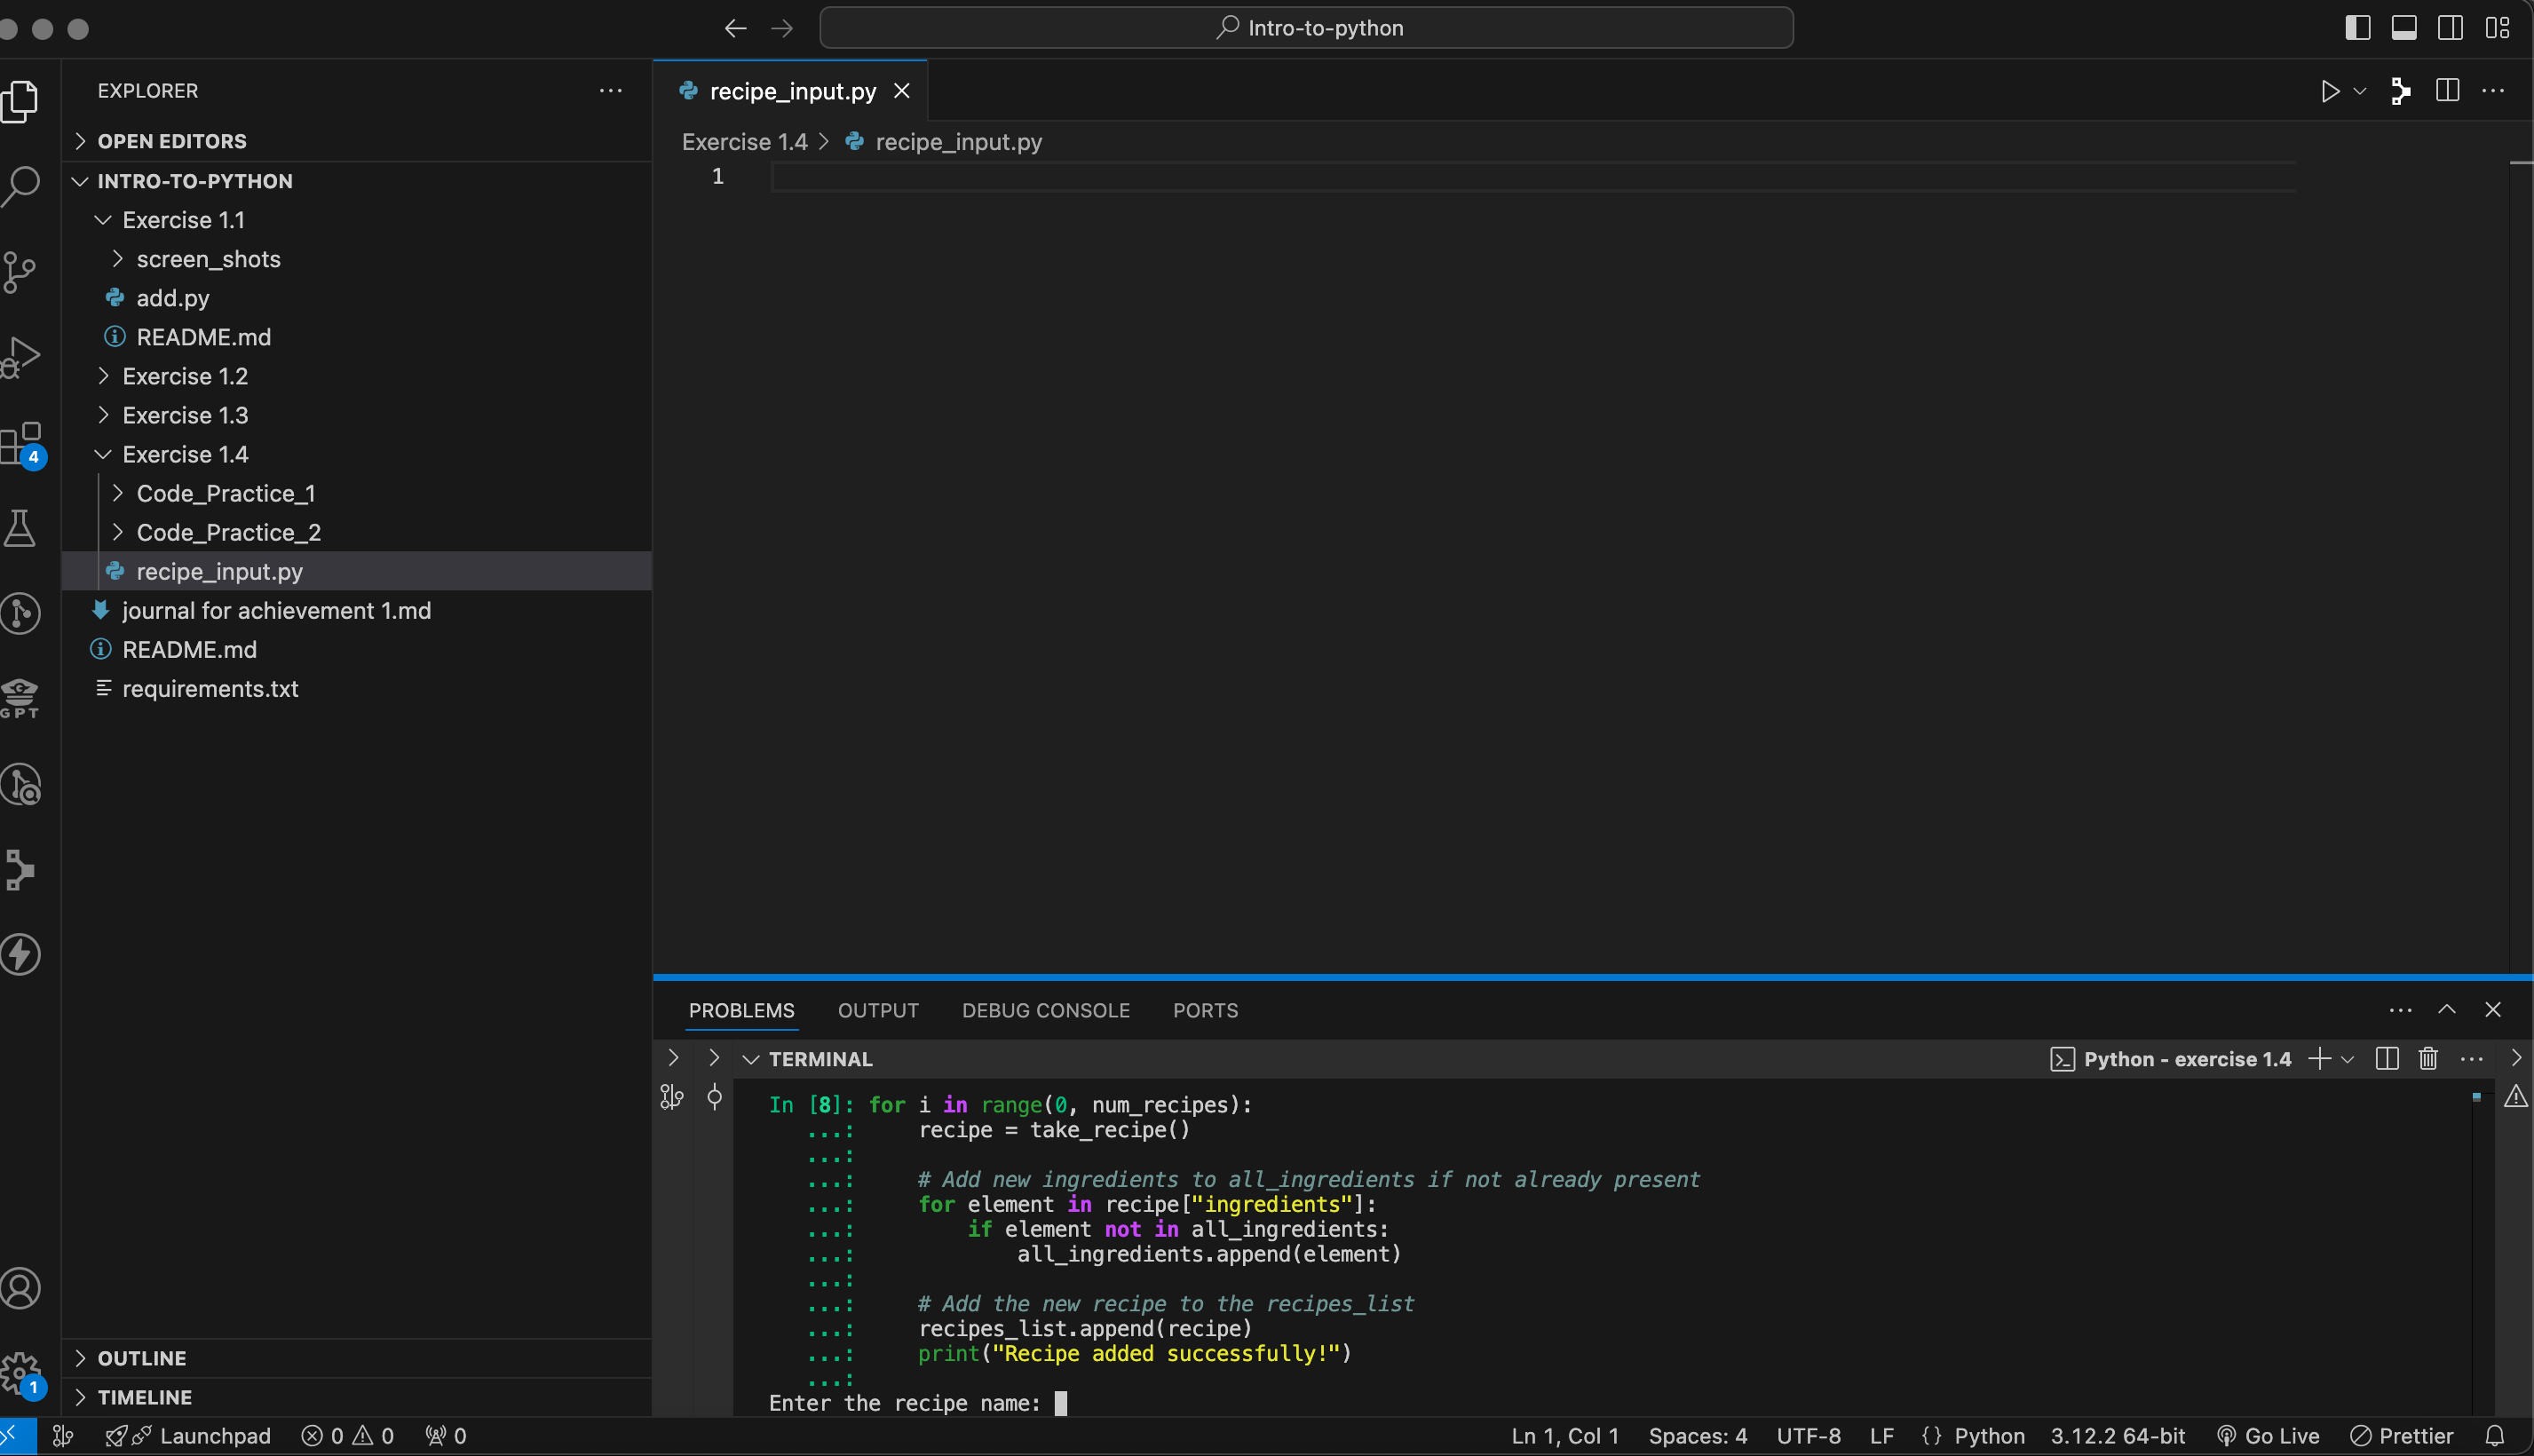 Intro-to-python
EXPLORER
OPEN EDITORS
INTRO-TO-PYTHON
Exercise 1.1
screen_shots
add.py
README.md
Exercise 1.2
Exercise 1.3
Exercise 1.4
Code_Practice_1
Code_Practice_2
recipe_input.py
journal for achievement 1.md
README.md
requirements.txt
4
GPT
1
OUTLINE
TIMELINE
recipe_input.py
Exercise 1.4 > recipe_input.py
1
PROBLEMS OUTPUT DEBUG CONSOLE PORTS
TERMINAL Python - exercise 1.4
In [8]: for i in range(0, num_recipes):
...: recipe = take_recipe()
...:
...: # Add new ingredients to all_ingredients if not already present
...: for element in recipe["ingredients"]:
...: if element not in all_ingredients:
...: all_ingredients.append(element)
...:
...: # Add the new recipe to the recipes_list
...: recipes_list.append(recipe)
...: print("Recipe added successfully!")
...:
Enter the recipe name:
Launchpad 0 0 0 Ln 1, Col 1 Spaces: 4 UTF-8 LF {} Python 3.12.2 64-bit Go Live Prettier